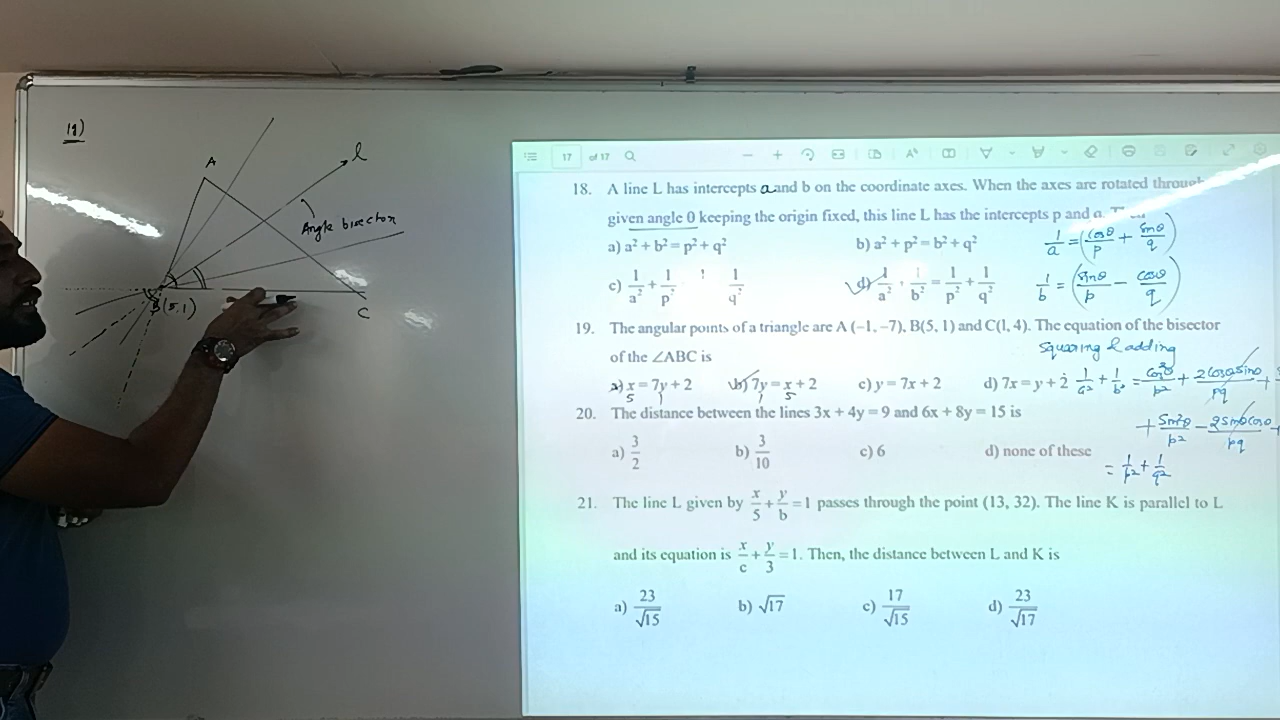 19)
A
l
Angle bisector
B(5,1)
C
17 of 17
18. A line L has intercepts a and b on the coordinate axes. When the axes are rotated through
given angle θ keeping the origin fixed, this line L has the intercepts p and q.
a) a² + b² = p² + q² b) a² + p² = b² + q²
1/a = (cosθ/p + sinθ/q)
c) 1/a² + 1/p² 1/q² d) 1/a² + 1/b² = 1/p² + 1/q²
1/b = (sinθ/p − cosθ/q)
19. The angular points of a triangle are A (−1, −7), B(5, 1) and C(1, 4). The equation of the bisector
of the ∠ABC is
squaring & adding
a) x = 7y + 2 b) 7y = x + 2 c) y = 7x + 2 d) 7x = y + 2
5 1 1 5
1/a² + 1/b² = cos²θ/p² + 2cosθsinθ/pq +
20. The distance between the lines 3x + 4y = 9 and 6x + 8y = 15 is
+ sin²θ/p² − 2sinθcosθ/pq +
a) 3/2 b) 3/10 c) 6 d) none of these
= 1/p² + 1/q²
21. The line L given by x/5 + y/b = 1 passes through the point (13, 32). The line K is parallel to L
and its equation is x/c + y/3 = 1. Then, the distance between L and K is
a) 23/√15 b) √17 c) 17/√15 d) 23/√17